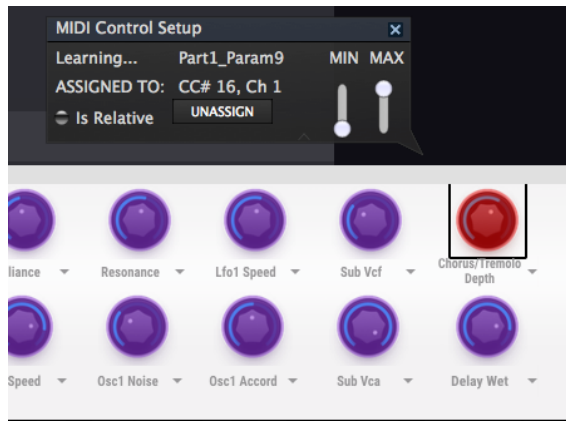 MIDI Control Setup
Learning... Part1_Param9 MIN MAX
ASSIGNED TO: CC# 16, Ch 1
Is Relative UNASSIGN
liance Resonance Lfo1 Speed Sub Vcf Chorus/Tremolo
Depth
Speed Osc1 Noise Osc1 Accord Sub Vca Delay Wet